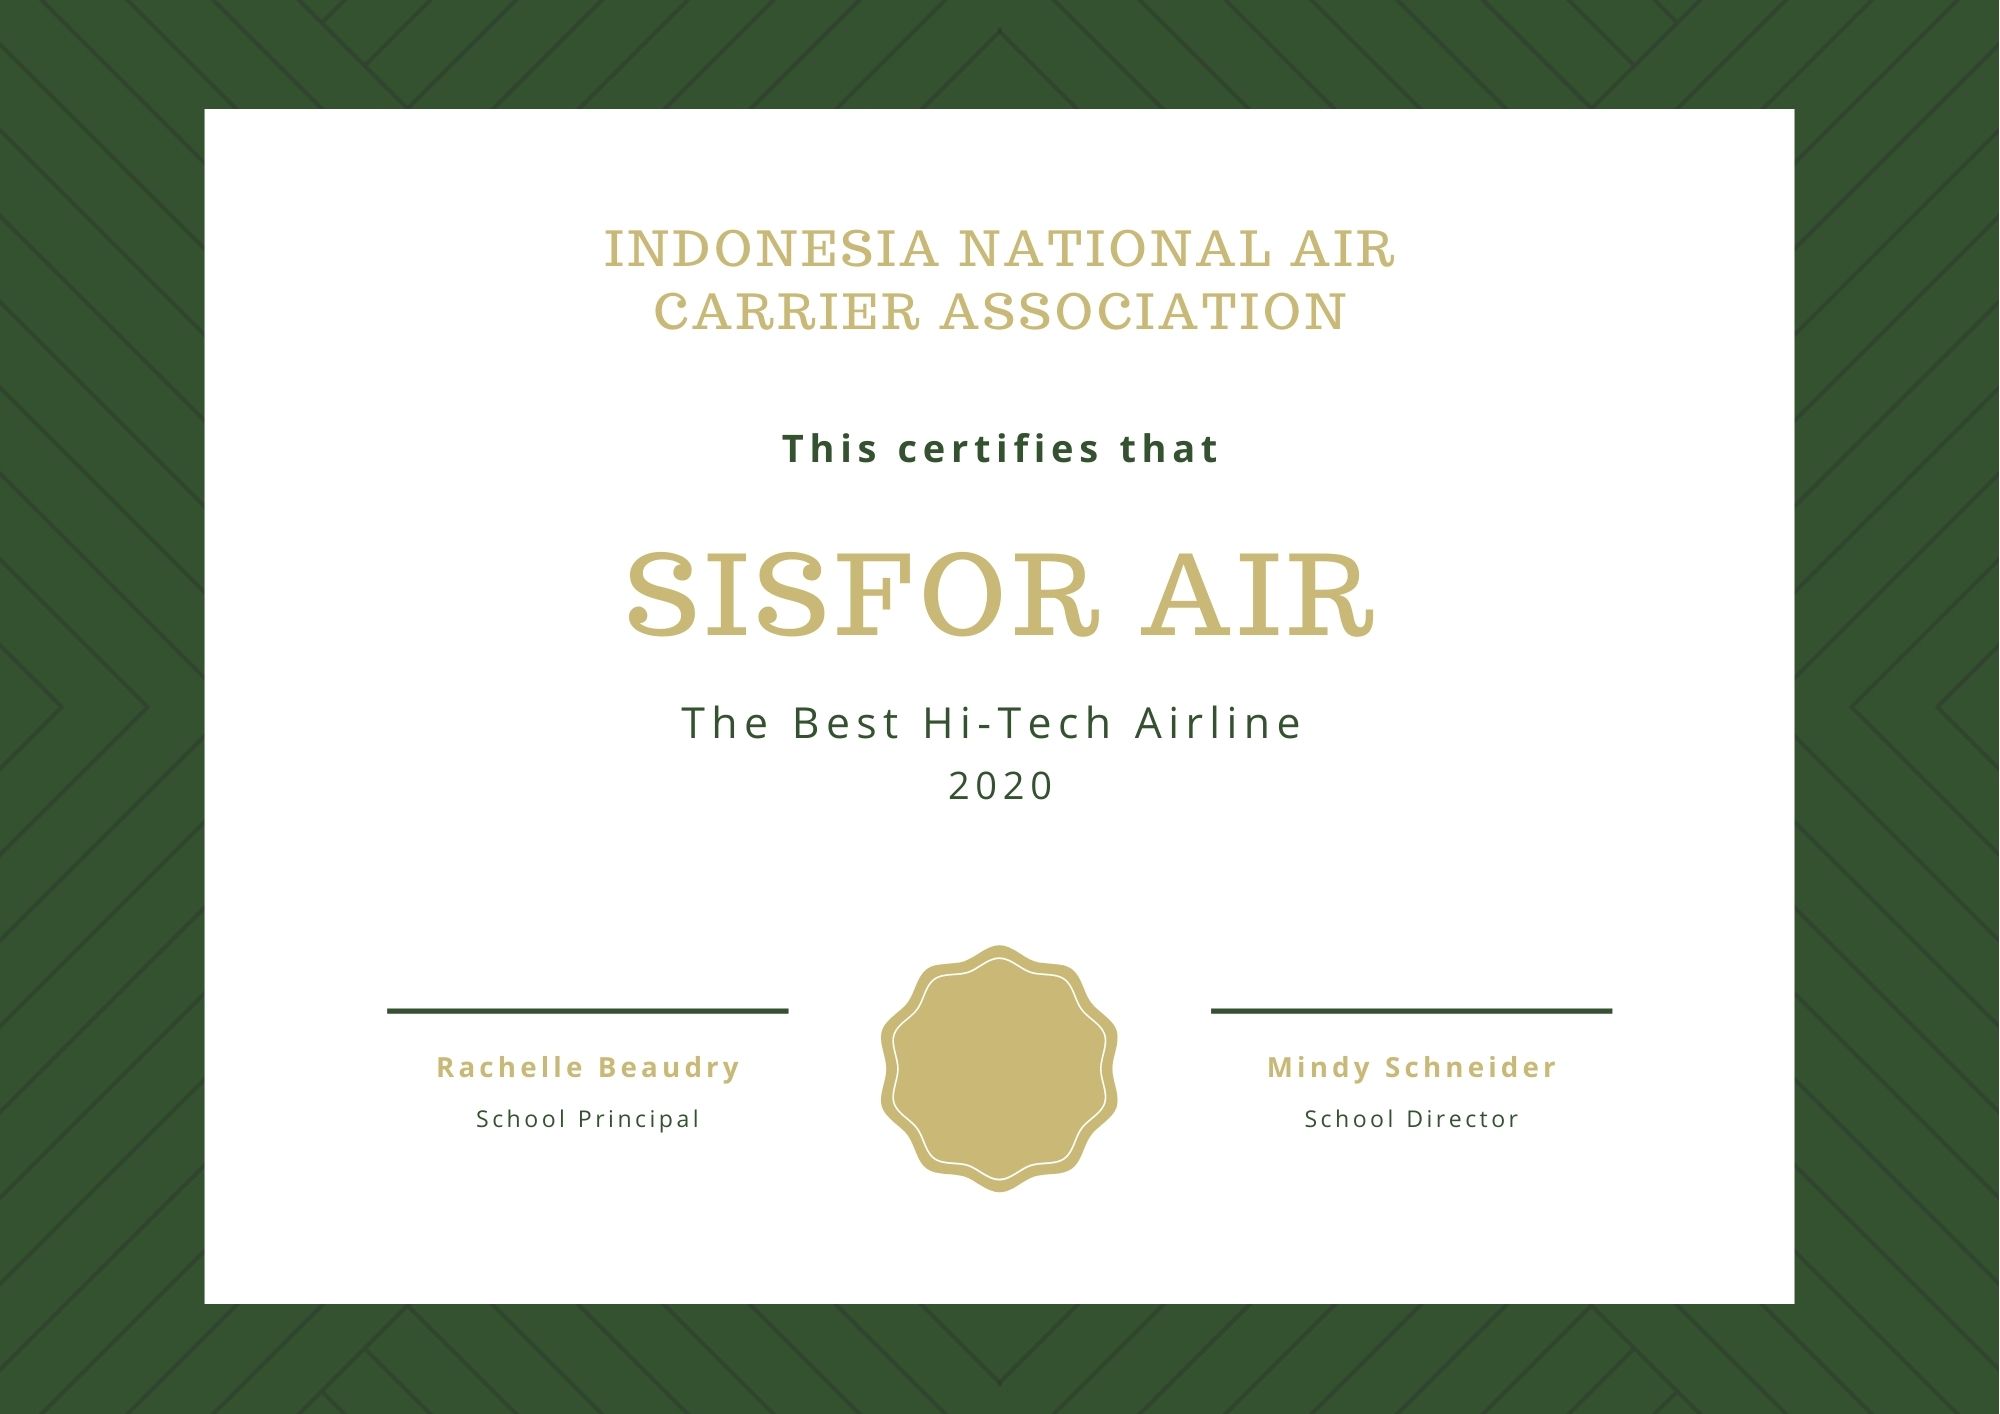 INDONESIA NATIONAL AIR
CARRIER ASSOCIATION
This certifies that
SISFOR AIR
The Best Hi-Tech Airline
2020
Rachelle Beaudry
School Principal
Mindy Schneider
School Director